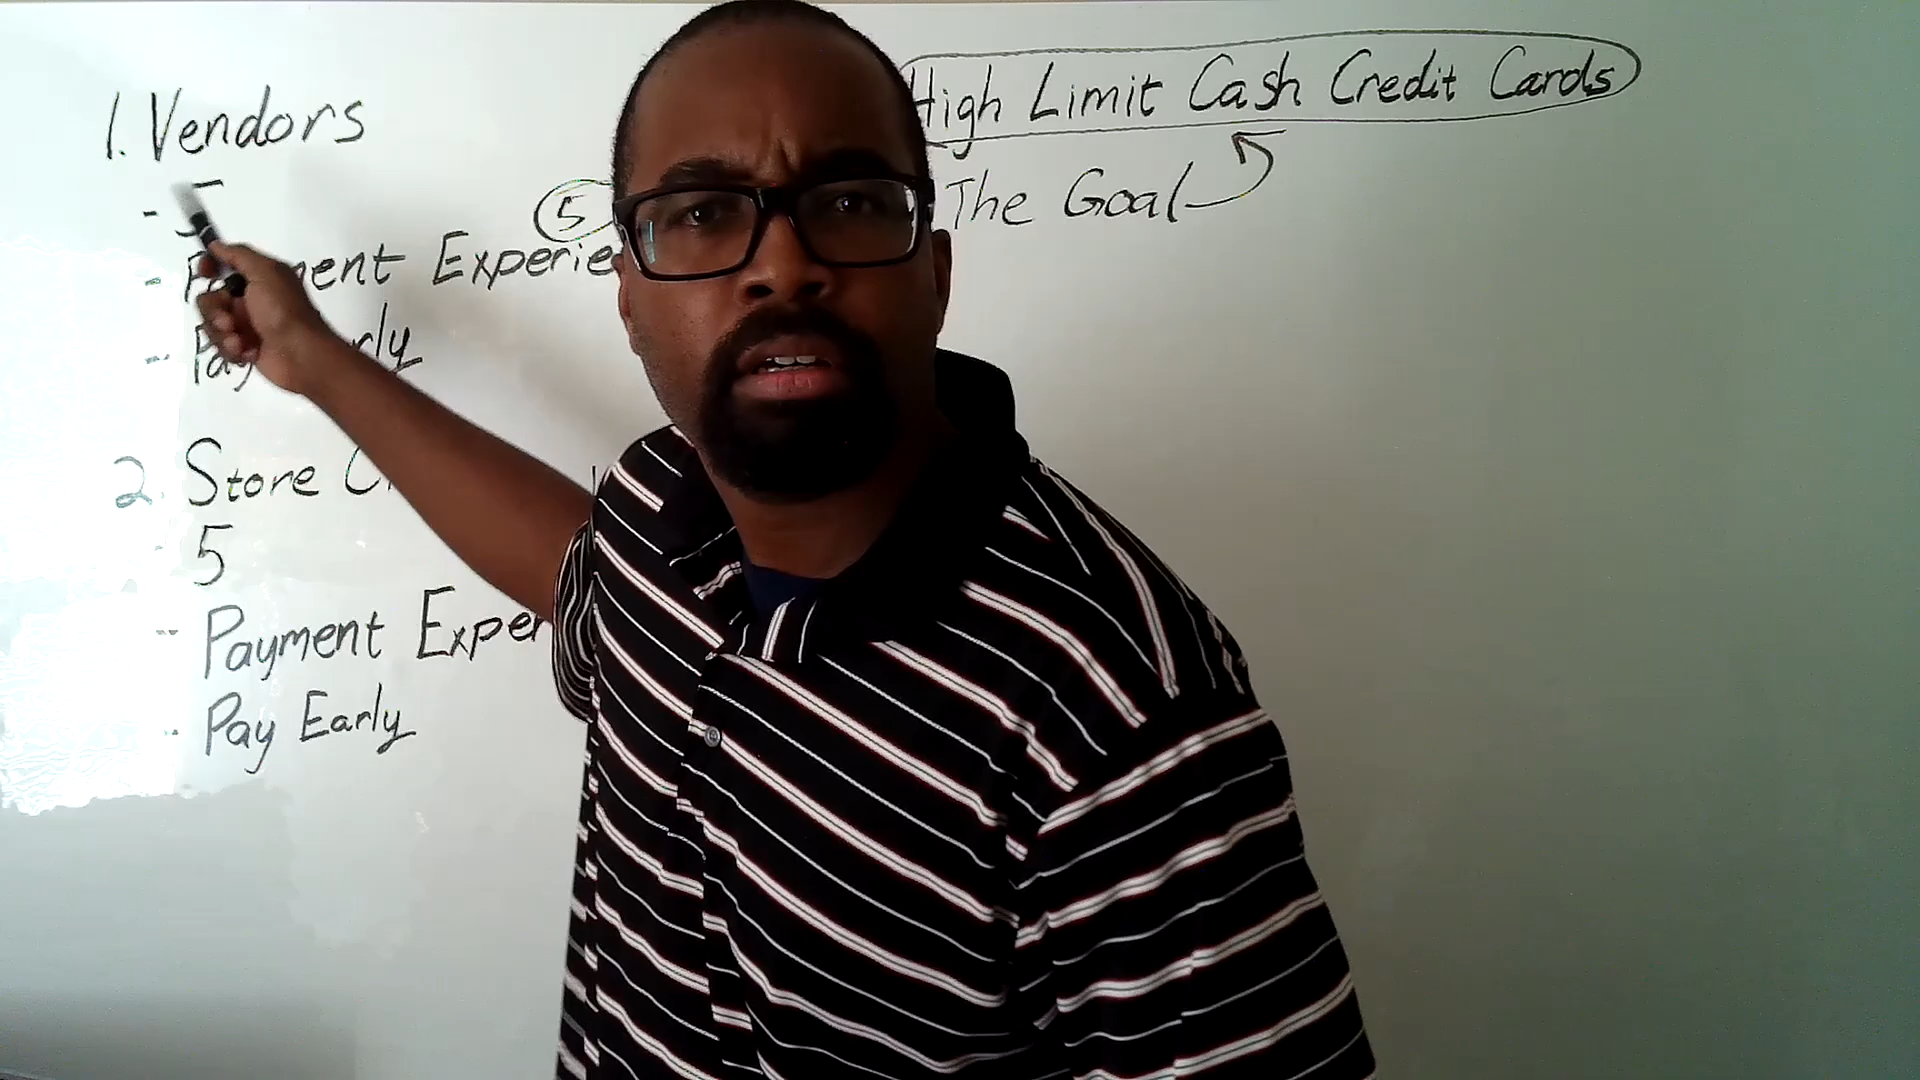 1. Vendors
- 5
Payment Experie
5
- Pay Early
2. Store
- 5
- Payment Exper
- Pay Early
High Limit Cash Credit Cards
The Goal